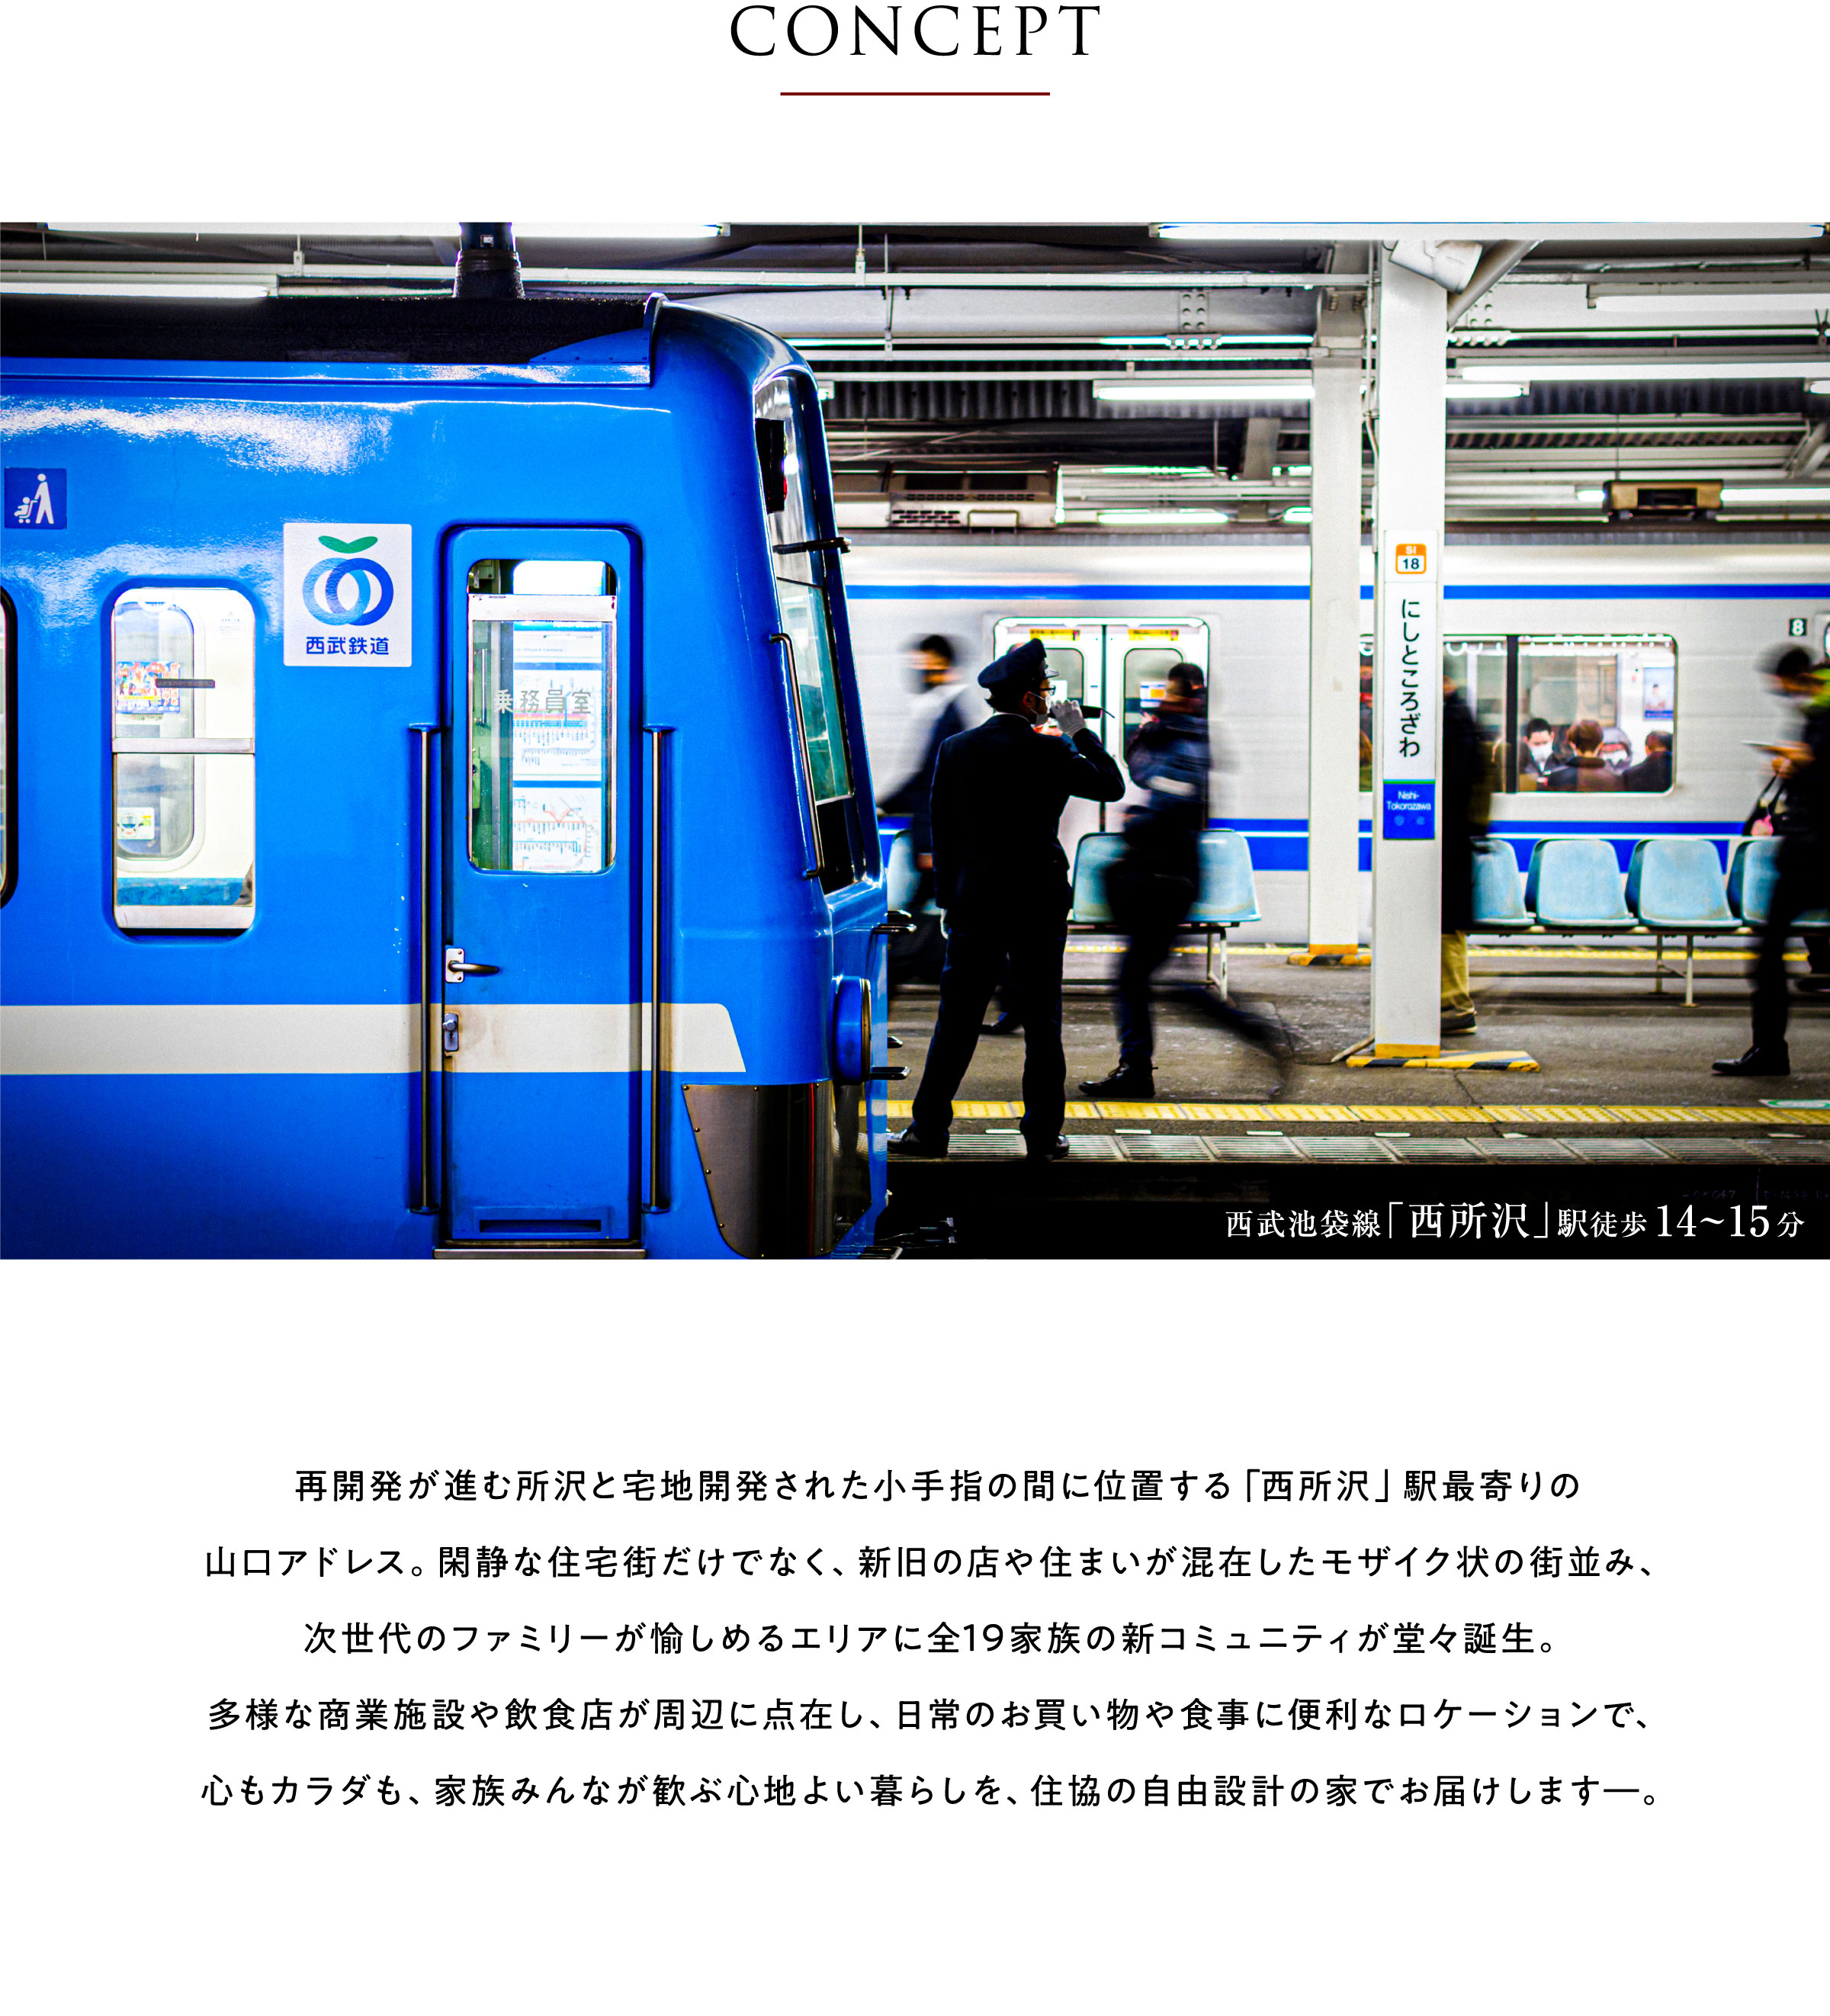 CONCEPT
西武鉄道
乗務員室
SI
18
にしところざわ
Nishi-
Tokorozawa
8
西武池袋線「西所沢」駅徒歩14~15分
再開発が進む所沢と宅地開発された小手指の間に位置する「西所沢」駅最寄りの
山口アドレス。閑静な住宅街だけでなく、新旧の店や住まいが混在したモザイク状の街並み、
次世代のファミリーが愉しめるエリアに全19家族の新コミュニティが堂々誕生。
多様な商業施設や飲食店が周辺に点在し、日常のお買い物や食事に便利なロケーションで、
心もカラダも、家族みんなが歓ぶ心地よい暮らしを、住協の自由設計の家でお届けします―。